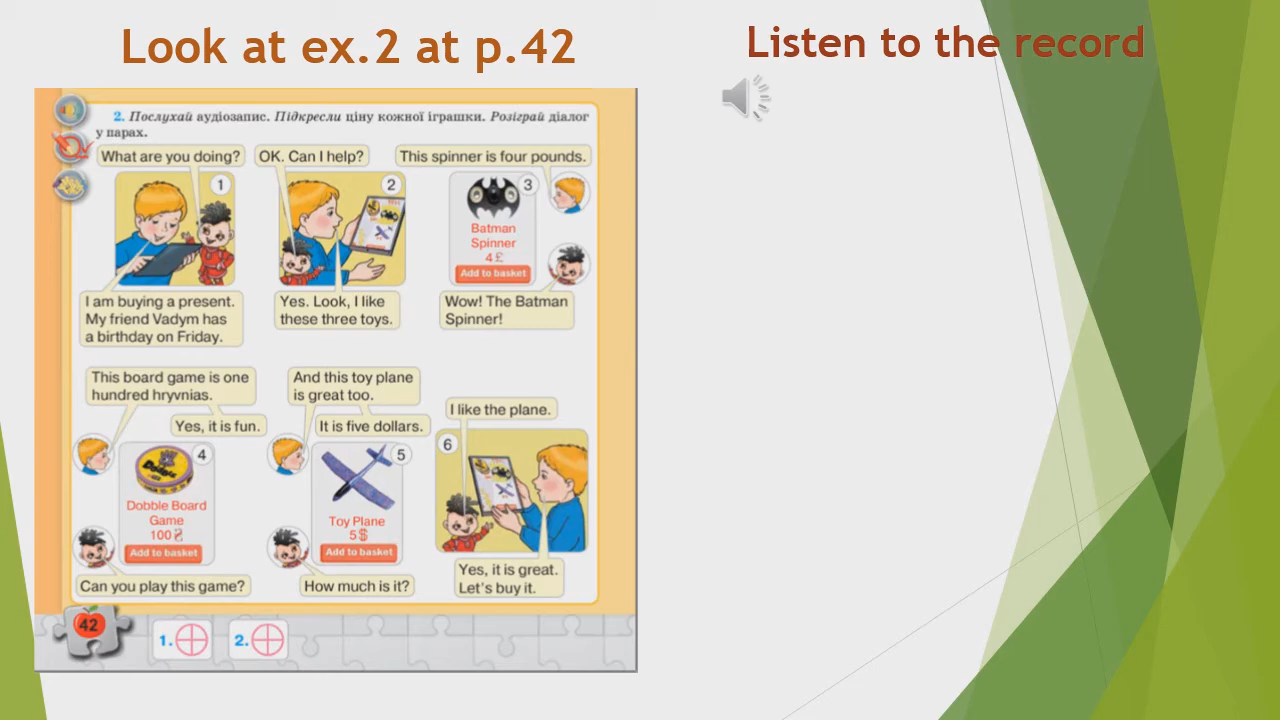 Look at ex.2 at p.42
Listen to the record
2. Послухай аудіозапис. Підкресли ціну кожної іграшки. Розіграй діалог
у парах.
What are you doing?
OK. Can I help?
This spinner is four pounds.
1
2
3
Batman
Spinner
4£
Add to basket
I am buying a present.
My friend Vadym has
a birthday on Friday.
Yes. Look, I like
these three toys.
Wow! The Batman
Spinner!
This board game is one
hundred hryvnias.
Yes, it is fun.
And this toy plane
is great too.
It is five dollars.
I like the plane.
4
5
6
Dobble
Dobble Board
Game
100₴
Add to basket
Toy Plane
5$
Add to basket
Can you play this game?
How much is it?
Yes, it is great.
Let's buy it.
42
1.
2.